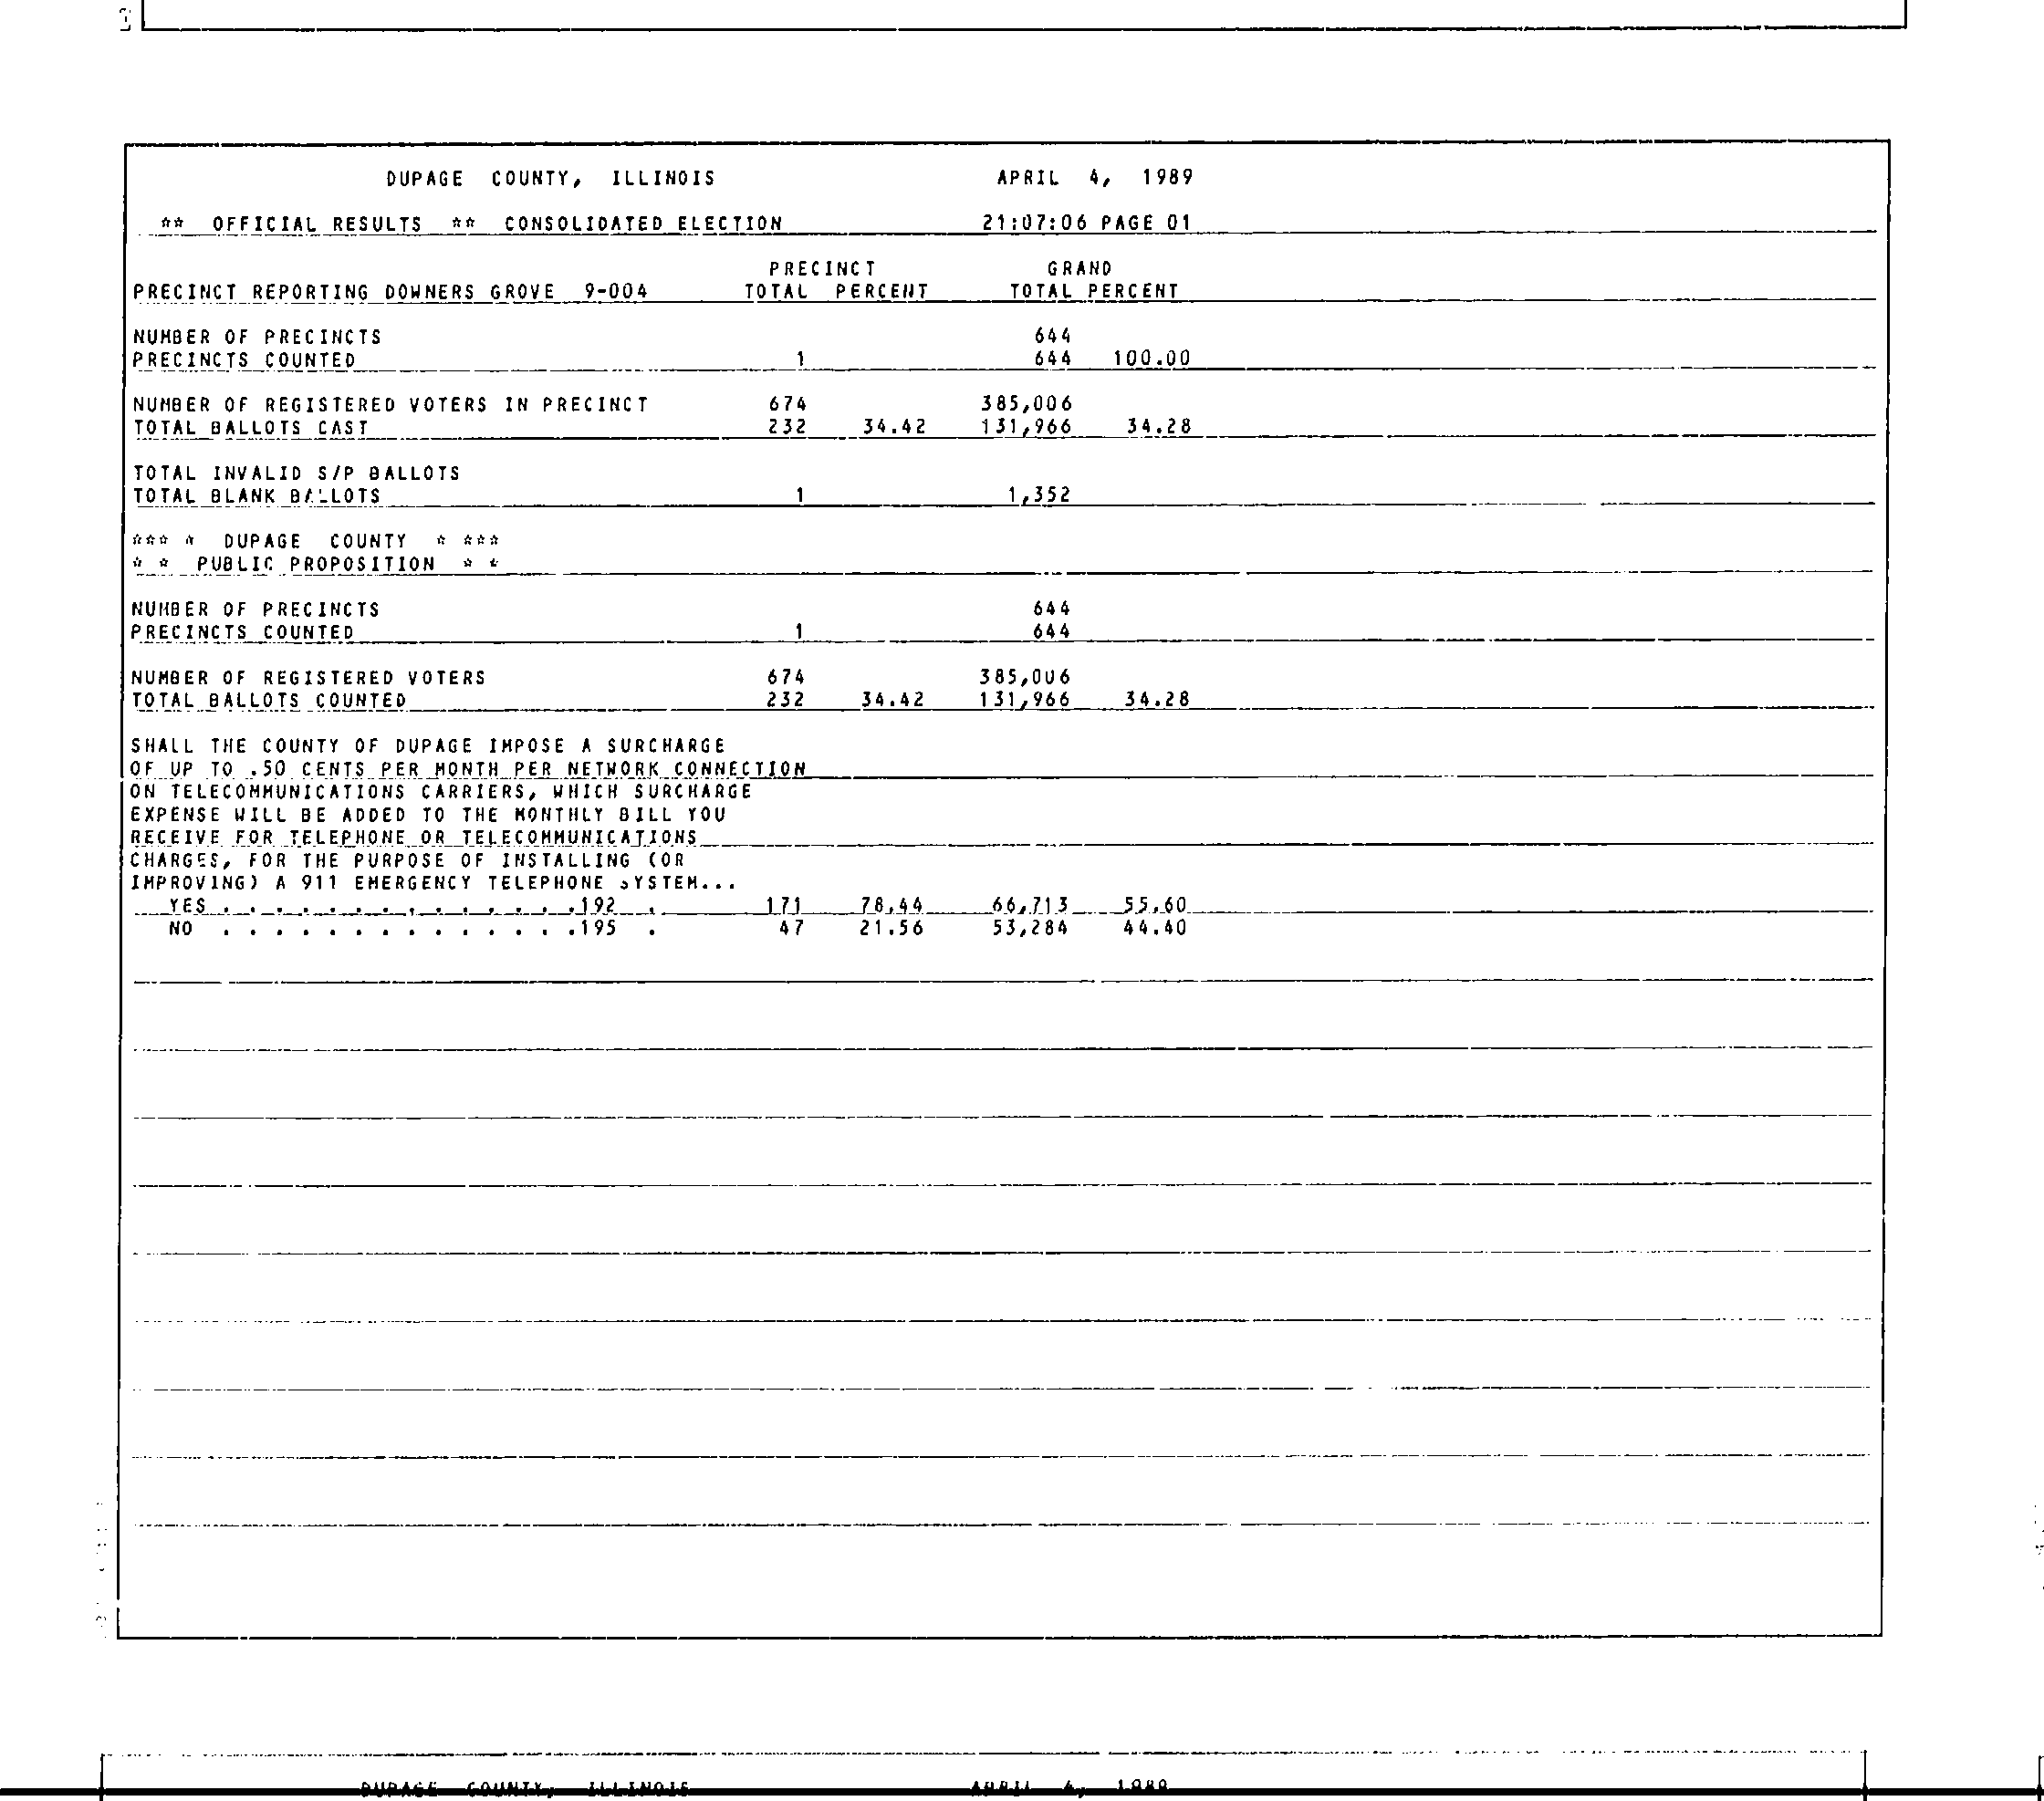 DUPAGE COUNTY, ILLINOIS APRIL 4, 1989
** OFFICIAL RESULTS ** CONSOLIDATED ELECTION 21:07:06 PAGE 01
PRECINCT GRAND
PRECINCT REPORTING DOWNERS GROVE 9-004 TOTAL PERCENT TOTAL PERCENT
NUMBER OF PRECINCTS 644
PRECINCTS COUNTED 1 644 100.00
NUMBER OF REGISTERED VOTERS IN PRECINCT 674 385,006
TOTAL BALLOTS CAST 232 34.42 131,966 34.28
TOTAL INVALID S/P BALLOTS
TOTAL BLANK BALLOTS 1 1,352
*** * DUPAGE COUNTY * ***
* * PUBLIC PROPOSITION * *
NUMBER OF PRECINCTS 644
PRECINCTS COUNTED 1 644
NUMBER OF REGISTERED VOTERS 674 385,006
TOTAL BALLOTS COUNTED 232 34.42 131,966 34.28
SHALL THE COUNTY OF DUPAGE IMPOSE A SURCHARGE
OF UP TO .50 CENTS PER MONTH PER NETWORK CONNECTION
ON TELECOMMUNICATIONS CARRIERS, WHICH SURCHARGE
EXPENSE WILL BE ADDED TO THE MONTHLY BILL YOU
RECEIVE FOR TELEPHONE OR TELECOMMUNICATIONS
CHARGES, FOR THE PURPOSE OF INSTALLING (OR
IMPROVING) A 911 EMERGENCY TELEPHONE SYSTEM...
YES . . . . . . . . . . . . . .192 . 171 78.44 66,713 55.60
NO . . . . . . . . . . . . . .195 . 47 21.56 53,284 44.40
DUPAGE COUNTY, ILLINOIS APRIL 4, 1989